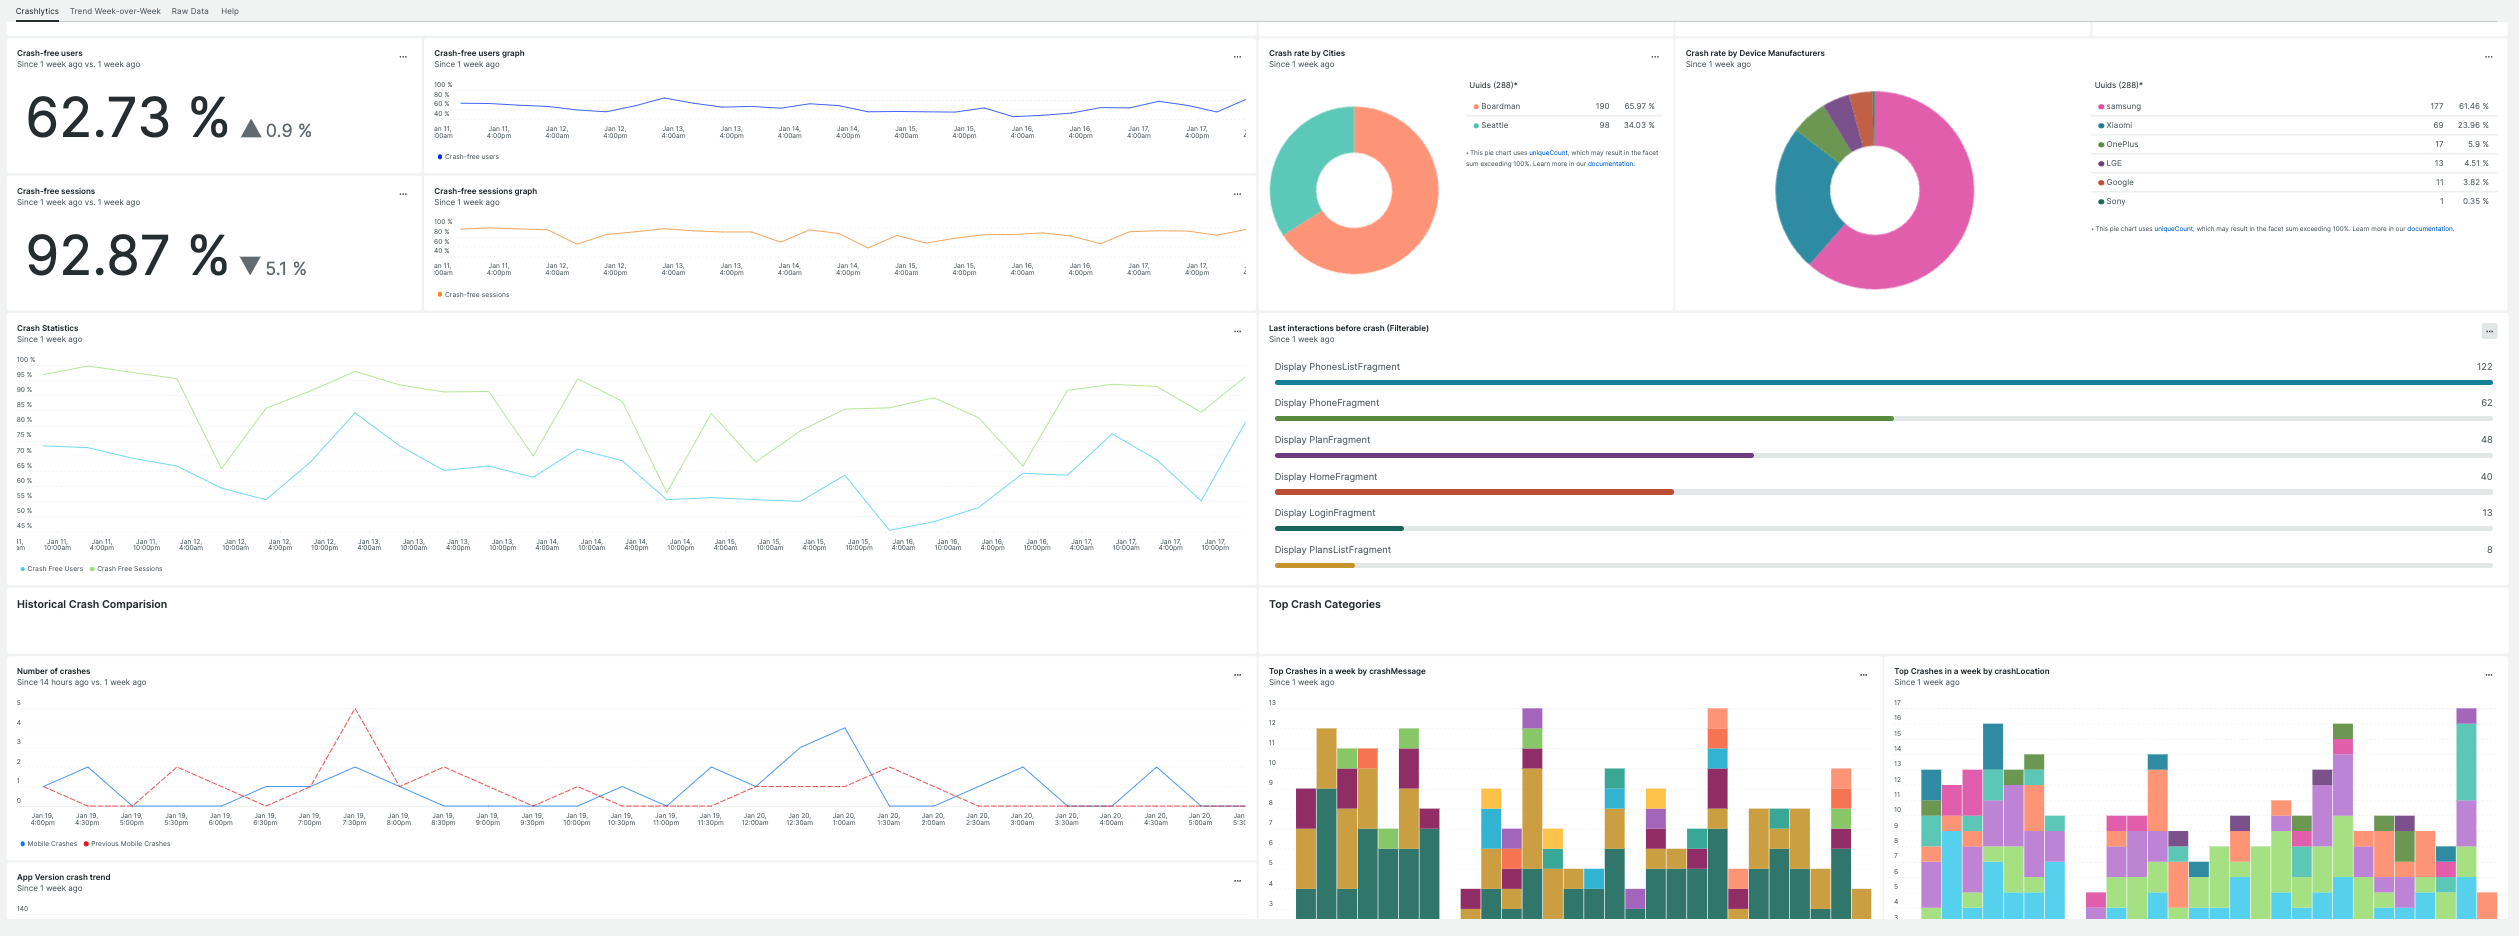 Crashlytics Trend Week-over-Week Raw Data Help
Crash-free users
Since 1 week ago vs. 1 week ago
62.73 % 0.9 %
Crash-free users graph
Since 1 week ago
100 %
80 %
60 %
40 %
an 11, Jan 11, Jan 12, Jan 12, Jan 13, Jan 13, Jan 14, Jan 14, Jan 15, Jan 15, Jan 16, Jan 16, Jan 17, Jan 17,
:00am 4:00pm 4:00am 4:00pm 4:00am 4:00pm 4:00am 4:00pm 4:00am 4:00pm 4:00am 4:00pm 4:00am 4:00pm 4
Crash-free users
Crash rate by Cities
Since 1 week ago
Uuids (288)*
Boardman 190 65.97 %
Seattle 98 34.03 %
* This pie chart uses uniqueCount, which may result in the facet
sum exceeding 100%. Learn more in our documentation.
Crash rate by Device Manufacturers
Since 1 week ago
Uuids (288)*
samsung 177 61.46 %
Xiaomi 69 23.96 %
OnePlus 17 5.9 %
LGE 13 4.51 %
Google 11 3.82 %
Sony 1 0.35 %
* This pie chart uses uniqueCount, which may result in the facet sum exceeding 100%. Learn more in our documentation.
Crash-free sessions
Since 1 week ago vs. 1 week ago
92.87 % 5.1 %
Crash-free sessions graph
Since 1 week ago
100 %
80 %
60 %
40 %
an 11, Jan 11, Jan 12, Jan 12, Jan 13, Jan 13, Jan 14, Jan 14, Jan 15, Jan 15, Jan 16, Jan 16, Jan 17, Jan 17,
:00am 4:00pm 4:00am 4:00pm 4:00am 4:00pm 4:00am 4:00pm 4:00am 4:00pm 4:00am 4:00pm 4:00am 4:00pm 4
Crash-free sessions
Crash Statistics
Since 1 week ago
100 %
95 %
90 %
85 %
80 %
75 %
70 %
65 %
60 %
55 %
50 %
45 %
11, Jan 11, Jan 11, Jan 11, Jan 12, Jan 12, Jan 12, Jan 12, Jan 13, Jan 13, Jan 13, Jan 13, Jan 14, Jan 14, Jan 14, Jan 14, Jan 15, Jan 15, Jan 15, Jan 15, Jan 16, Jan 16, Jan 16, Jan 16, Jan 17, Jan 17, Jan 17, Jan 17,
am 10:00am 4:00pm 10:00pm 4:00am 10:00am 4:00pm 10:00pm 4:00am 10:00am 4:00pm 10:00pm 4:00am 10:00am 4:00pm 10:00pm 4:00am 10:00am 4:00pm 10:00pm 4:00am 10:00am 4:00pm 10:00pm 4:00am 10:00am 4:00pm 10:00pm
Crash Free Users Crash Free Sessions
Last interactions before crash (Filterable)
Since 1 week ago
Display PhonesListFragment 122
Display PhoneFragment 62
Display PlanFragment 48
Display HomeFragment 40
Display LoginFragment 13
Display PlansListFragment 8
Historical Crash Comparision
Top Crash Categories
Number of crashes
Since 14 hours ago vs. 1 week ago
5
4
3
2
1
0
Jan 19, Jan 19, Jan 19, Jan 19, Jan 19, Jan 19, Jan 19, Jan 19, Jan 19, Jan 19, Jan 19, Jan 19, Jan 19, Jan 19, Jan 19, Jan 19, Jan 20, Jan 20, Jan 20, Jan 20, Jan 20, Jan 20, Jan 20, Jan 20, Jan 20, Jan 20, Jan 20, Jan
4:00pm 4:30pm 5:00pm 5:30pm 6:00pm 6:30pm 7:00pm 7:30pm 8:00pm 8:30pm 9:00pm 9:30pm 10:00pm 10:30pm 11:00pm 11:30pm 12:00am 12:30am 1:00am 1:30am 2:00am 2:30am 3:00am 3:30am 4:00am 4:30am 5:00am 5:30
Mobile Crashes Previous Mobile Crashes
Top Crashes in a week by crashMessage
Since 1 week ago
13
12
11
10
9
8
7
6
5
4
3
Top Crashes in a week by crashLocation
Since 1 week ago
17
16
15
14
13
12
11
10
9
8
7
6
5
4
3
App Version crash trend
Since 1 week ago
140